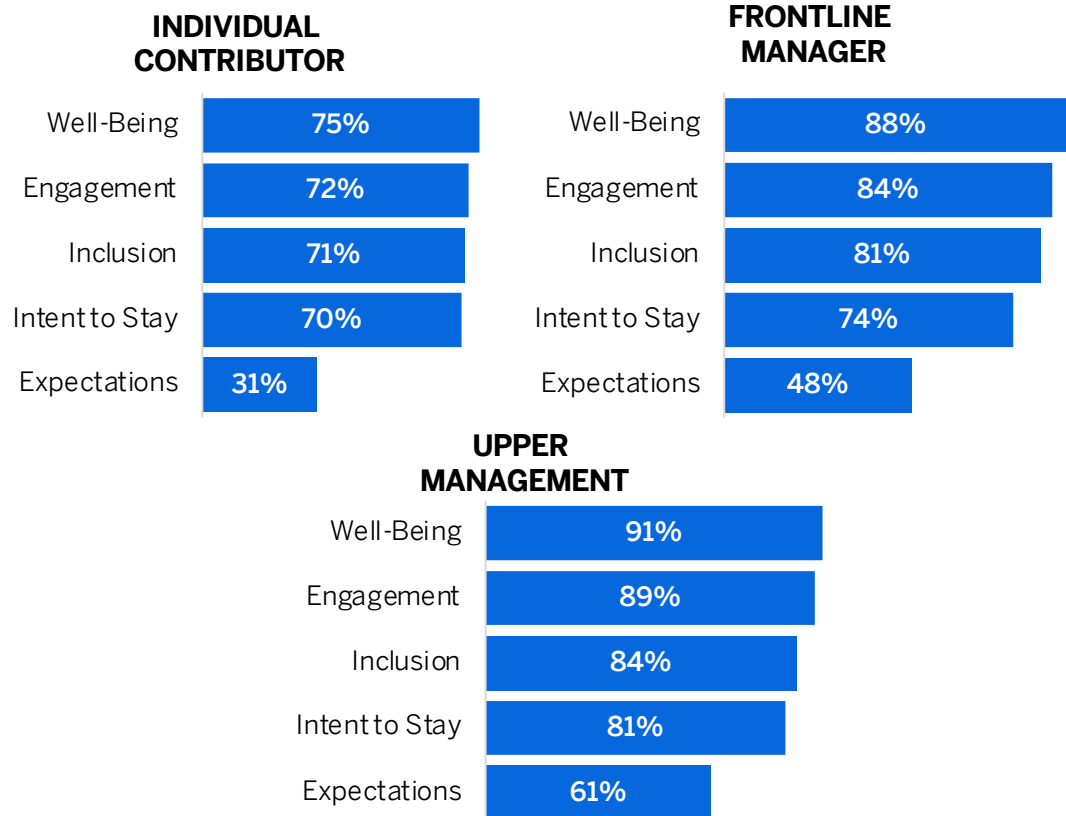 INDIVIDUAL
CONTRIBUTOR
Well-Being 75%
Engagement 72%
Inclusion 71%
Intent to Stay 70%
Expectations 31%
FRONTLINE
MANAGER
Well-Being 88%
Engagement 84%
Inclusion 81%
Intent to Stay 74%
Expectations 48%
UPPER
MANAGEMENT
Well-Being 91%
Engagement 89%
Inclusion 84%
Intent to Stay 81%
Expectations 61%